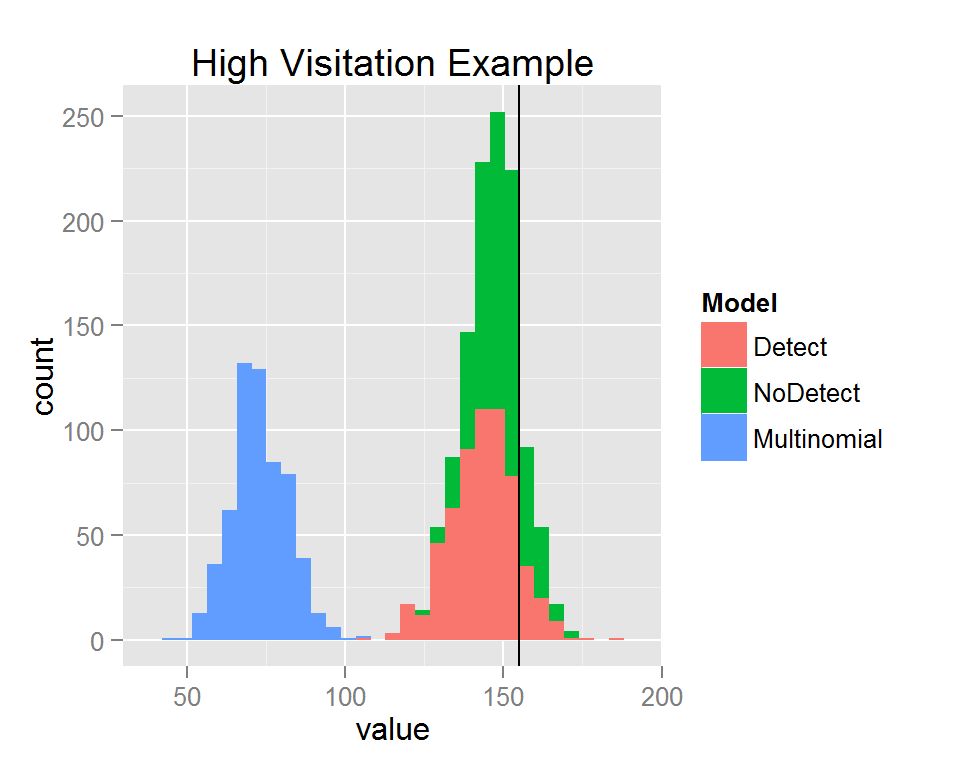 High Visitation Example
250
200
150
100
50
0
count
50 100 150 200
value
Model
Detect
NoDetect
Multinomial